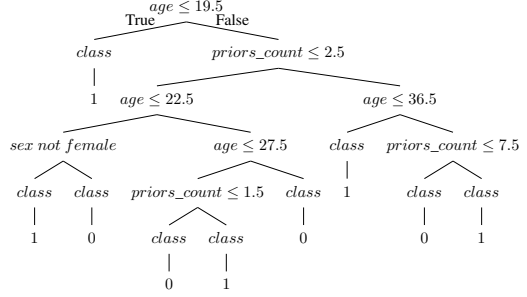 age ≤ 19.5
True False
class priors_count ≤ 2.5
1 age ≤ 22.5 age ≤ 36.5
sex not female age ≤ 27.5 class priors_count ≤ 7.5
class class priors_count ≤ 1.5 class 1 class class
1 0 class class 0 0 1
0 1